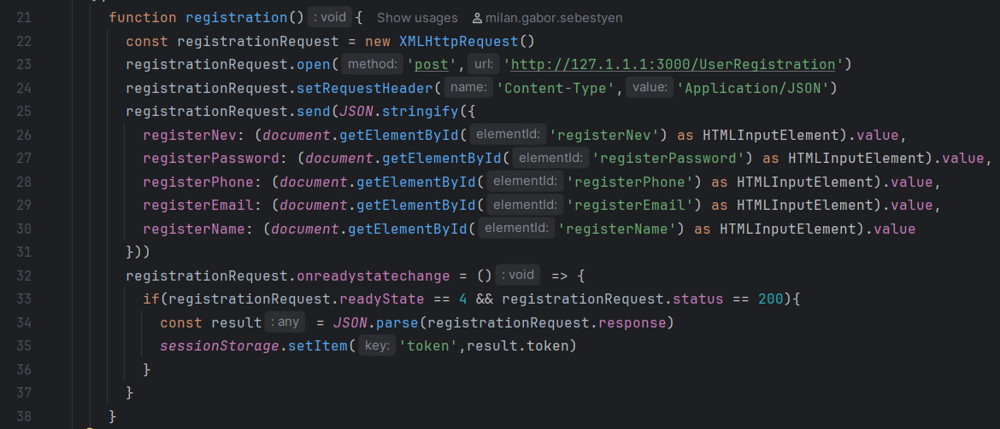 21 function registration() : void { Show usages milan.gabor.sebestyen
22 const registrationRequest = new XMLHttpRequest()
23 registrationRequest.open( method: 'post', url: 'http://127.1.1.1:3000/UserRegistration')
24 registrationRequest.setRequestHeader( name: 'Content-Type', value: 'Application/JSON')
25 registrationRequest.send(JSON.stringify({
26 registerNev: (document.getElementById( elementId: 'registerNev') as HTMLInputElement).value,
27 registerPassword: (document.getElementById( elementId: 'registerPassword') as HTMLInputElement).value,
28 registerPhone: (document.getElementById( elementId: 'registerPhone') as HTMLInputElement).value,
29 registerEmail: (document.getElementById( elementId: 'registerEmail') as HTMLInputElement).value,
30 registerName: (document.getElementById( elementId: 'registerName') as HTMLInputElement).value
31 }))
32 registrationRequest.onreadystatechange = () : void => {
33 if(registrationRequest.readyState == 4 && registrationRequest.status == 200){
34 const result : any = JSON.parse(registrationRequest.response)
35 sessionStorage.setItem( key: 'token',result.token)
36 }
37 }
38 }